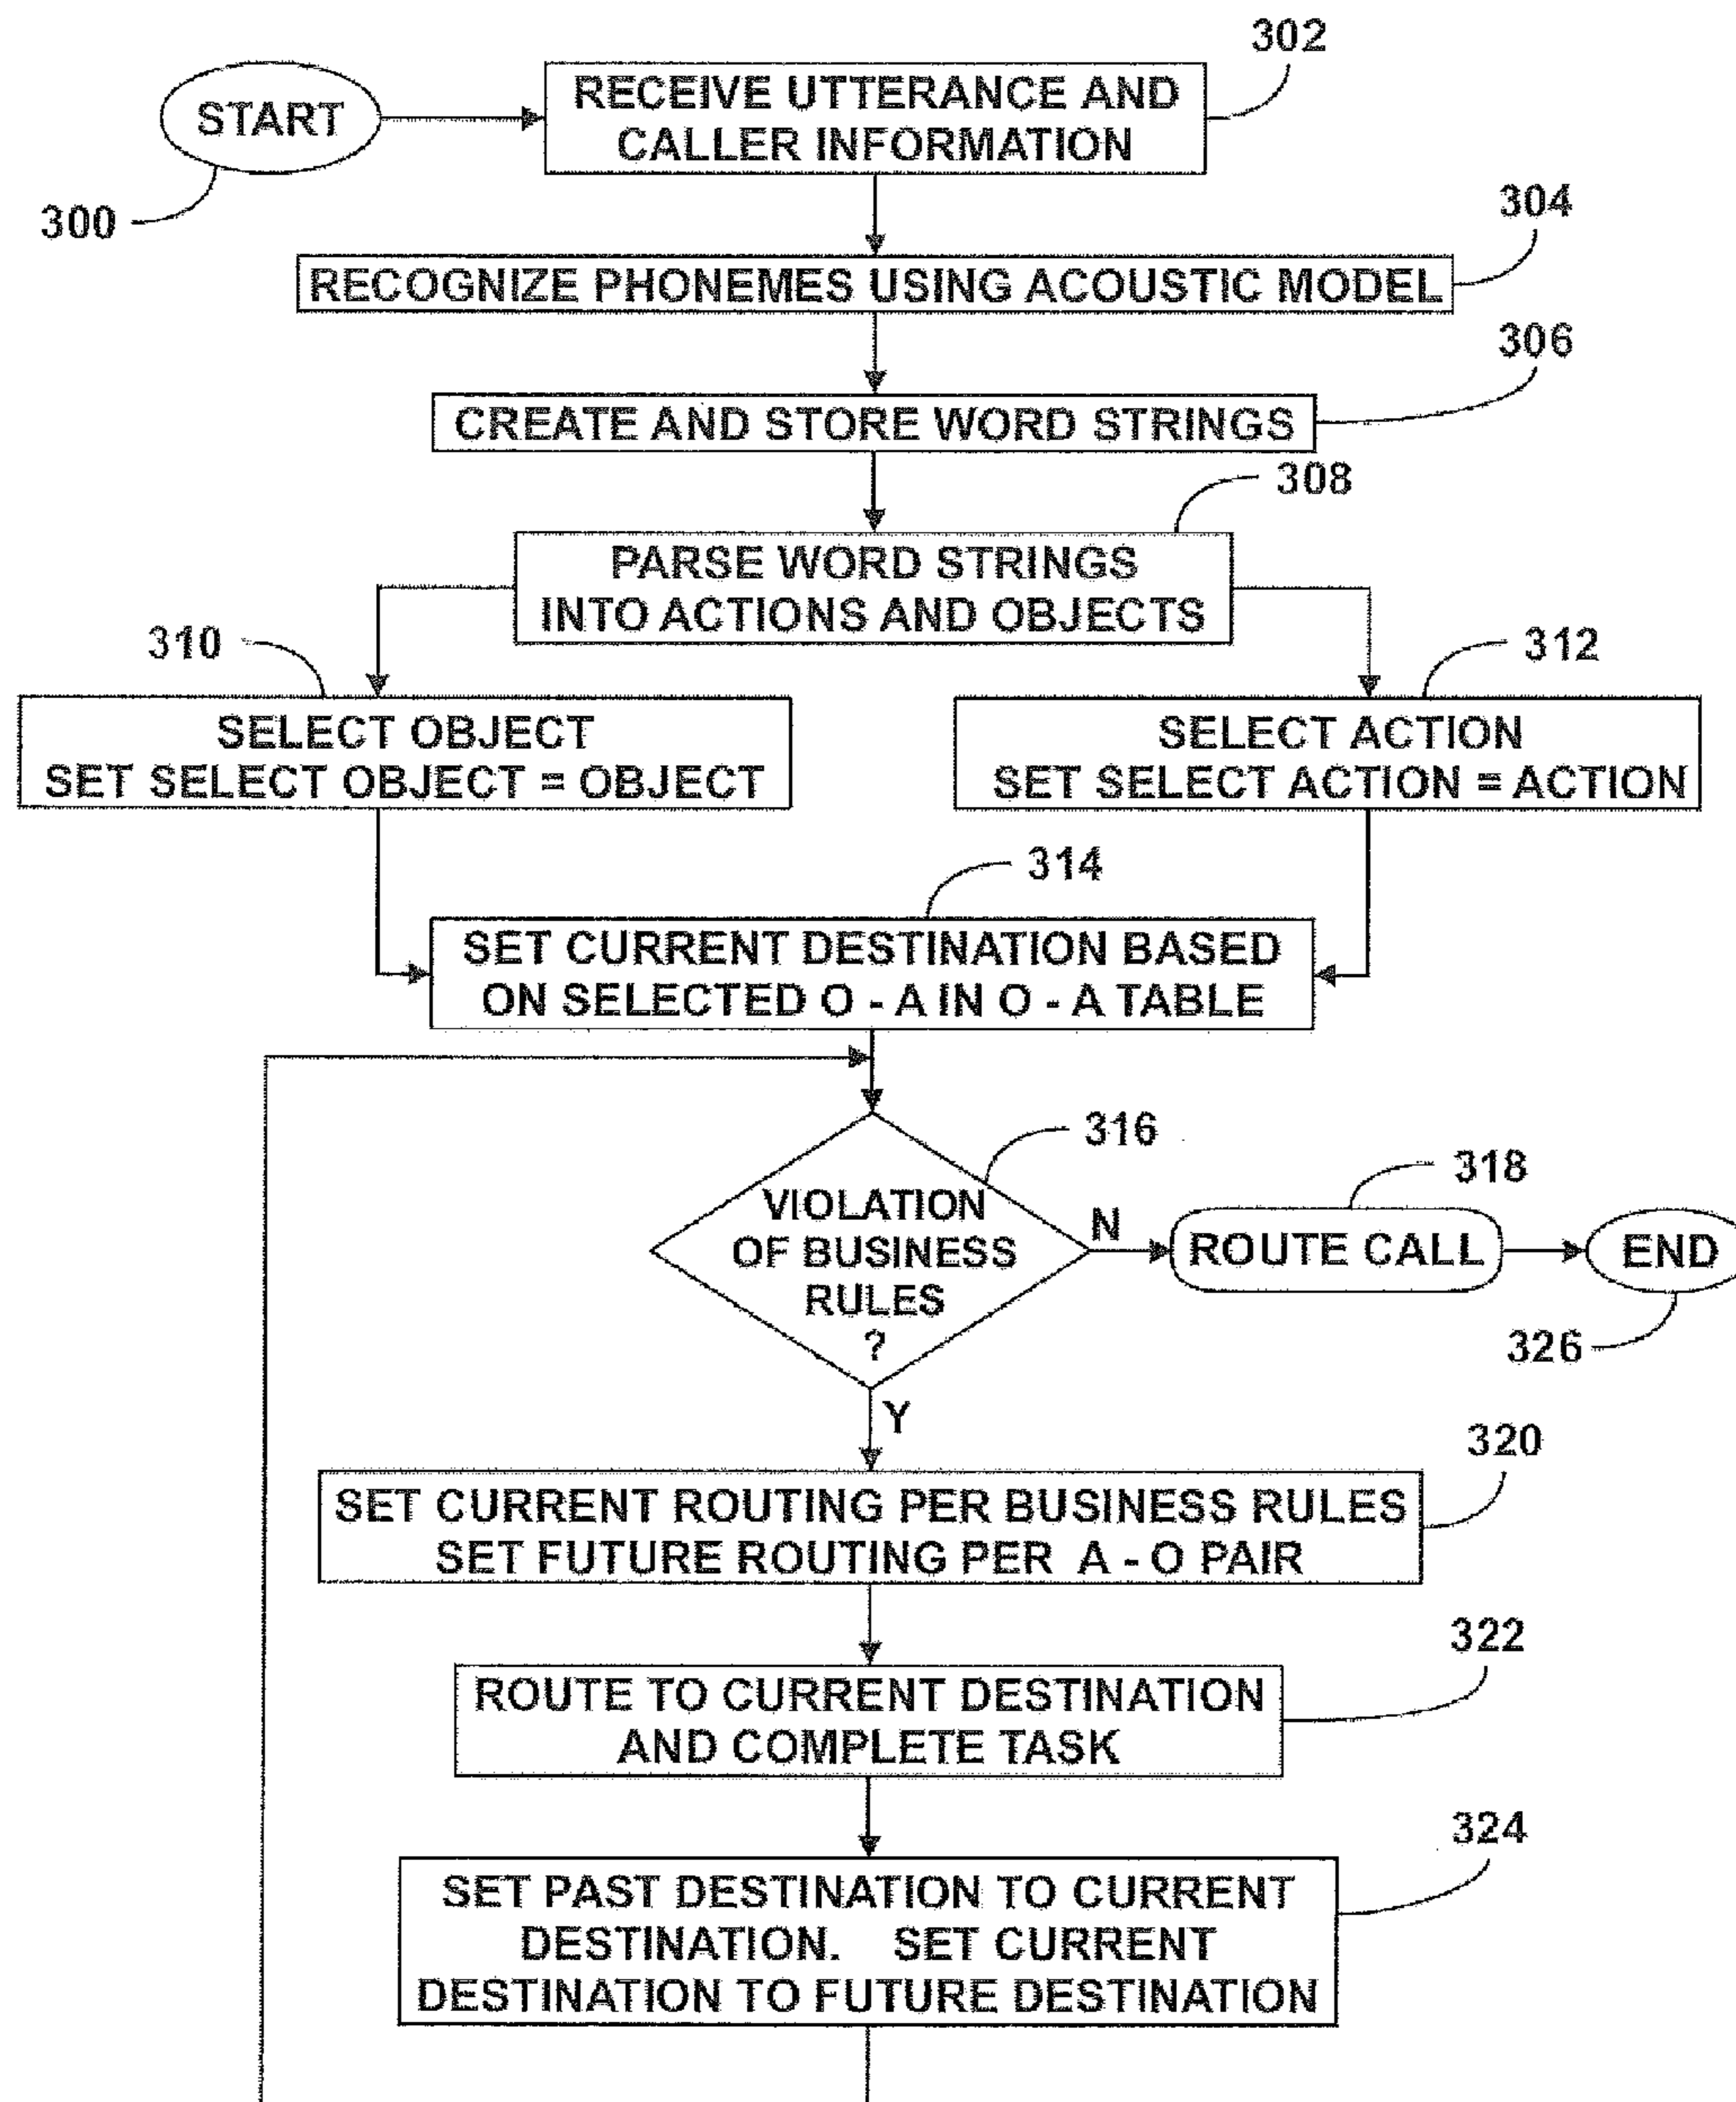 302
START
RECEIVE UTTERANCE AND
CALLER INFORMATION
300
304
RECOGNIZE PHONEMES USING ACOUSTIC MODEL
306
CREATE AND STORE WORD STRINGS
308
PARSE WORD STRINGS
INTO ACTIONS AND OBJECTS
310
312
SELECT OBJECT
SET SELECT OBJECT = OBJECT
SELECT ACTION
SET SELECT ACTION = ACTION
314
SET CURRENT DESTINATION BASED
ON SELECTED O - A IN O - A TABLE
316
VIOLATION
OF BUSINESS
RULES
?
N
318
ROUTE CALL
END
326
Y
320
SET CURRENT ROUTING PER BUSINESS RULES
SET FUTURE ROUTING PER A - O PAIR
322
ROUTE TO CURRENT DESTINATION
AND COMPLETE TASK
324
SET PAST DESTINATION TO CURRENT
DESTINATION. SET CURRENT
DESTINATION TO FUTURE DESTINATION